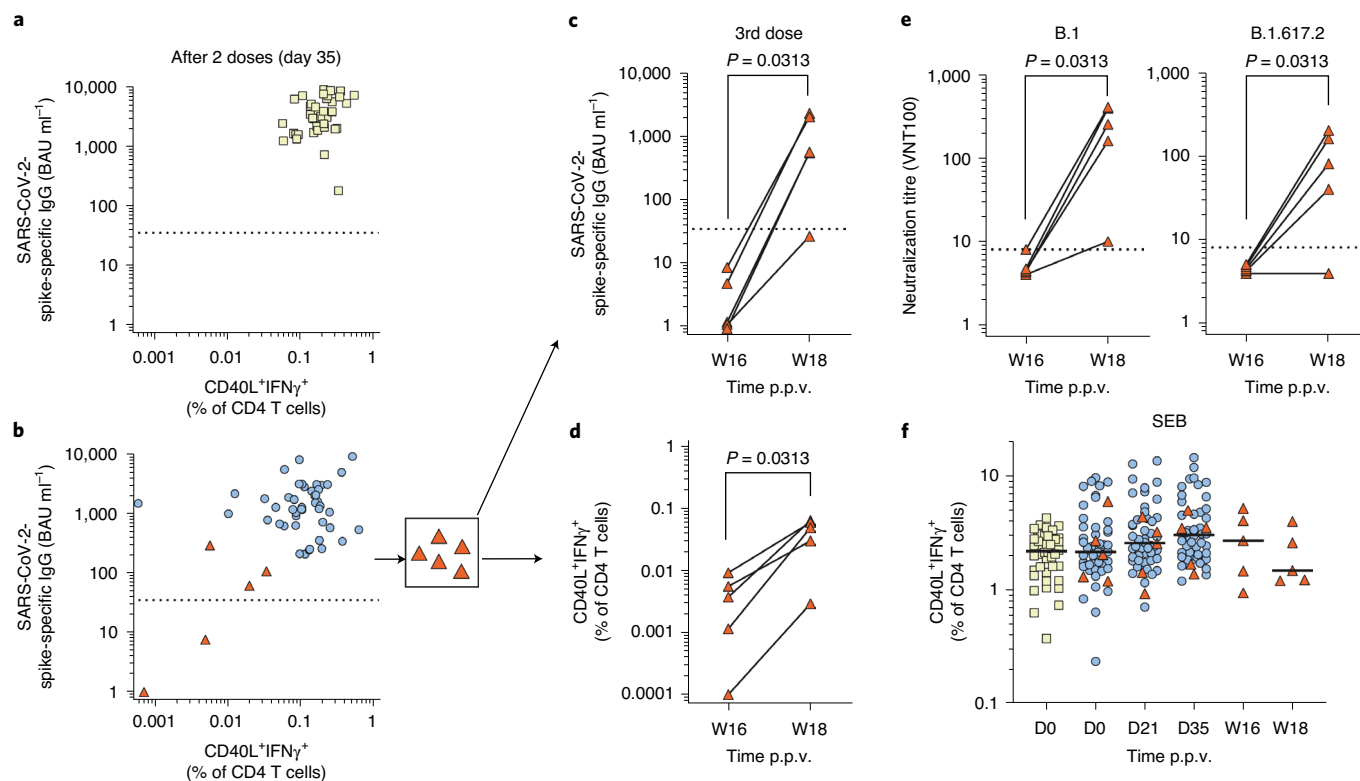 a
After 2 doses (day 35)
SARS-CoV-2-
spike-specific IgG (BAU ml⁻¹)
10,000
1,000
100
10
1
0.001 0.01 0.1 1
CD40L⁺IFNγ⁺
(% of CD4 T cells)
b
SARS-CoV-2-
spike-specific IgG (BAU ml⁻¹)
10,000
1,000
100
10
1
0.001 0.01 0.1 1
CD40L⁺IFNγ⁺
(% of CD4 T cells)
c
3rd dose
P = 0.0313
SARS-CoV-2-
spike-specific IgG (BAU ml⁻¹)
10,000
1,000
100
10
1
W16 W18
Time p.p.v.
d
P = 0.0313
CD40L⁺IFNγ⁺
(% of CD4 T cells)
1
0.1
0.01
0.001
0.0001
W16 W18
Time p.p.v.
e
B.1
P = 0.0313
Neutralization titre (VNT100)
1,000
100
10
1
W16 W18
Time p.p.v.
B.1.617.2
P = 0.0313
1,000
100
10
1
W16 W18
Time p.p.v.
f
SEB
CD40L⁺IFNγ⁺
(% of CD4 T cells)
10
1
0.1
D0 D0 D21 D35 W16 W18
Time p.p.v.